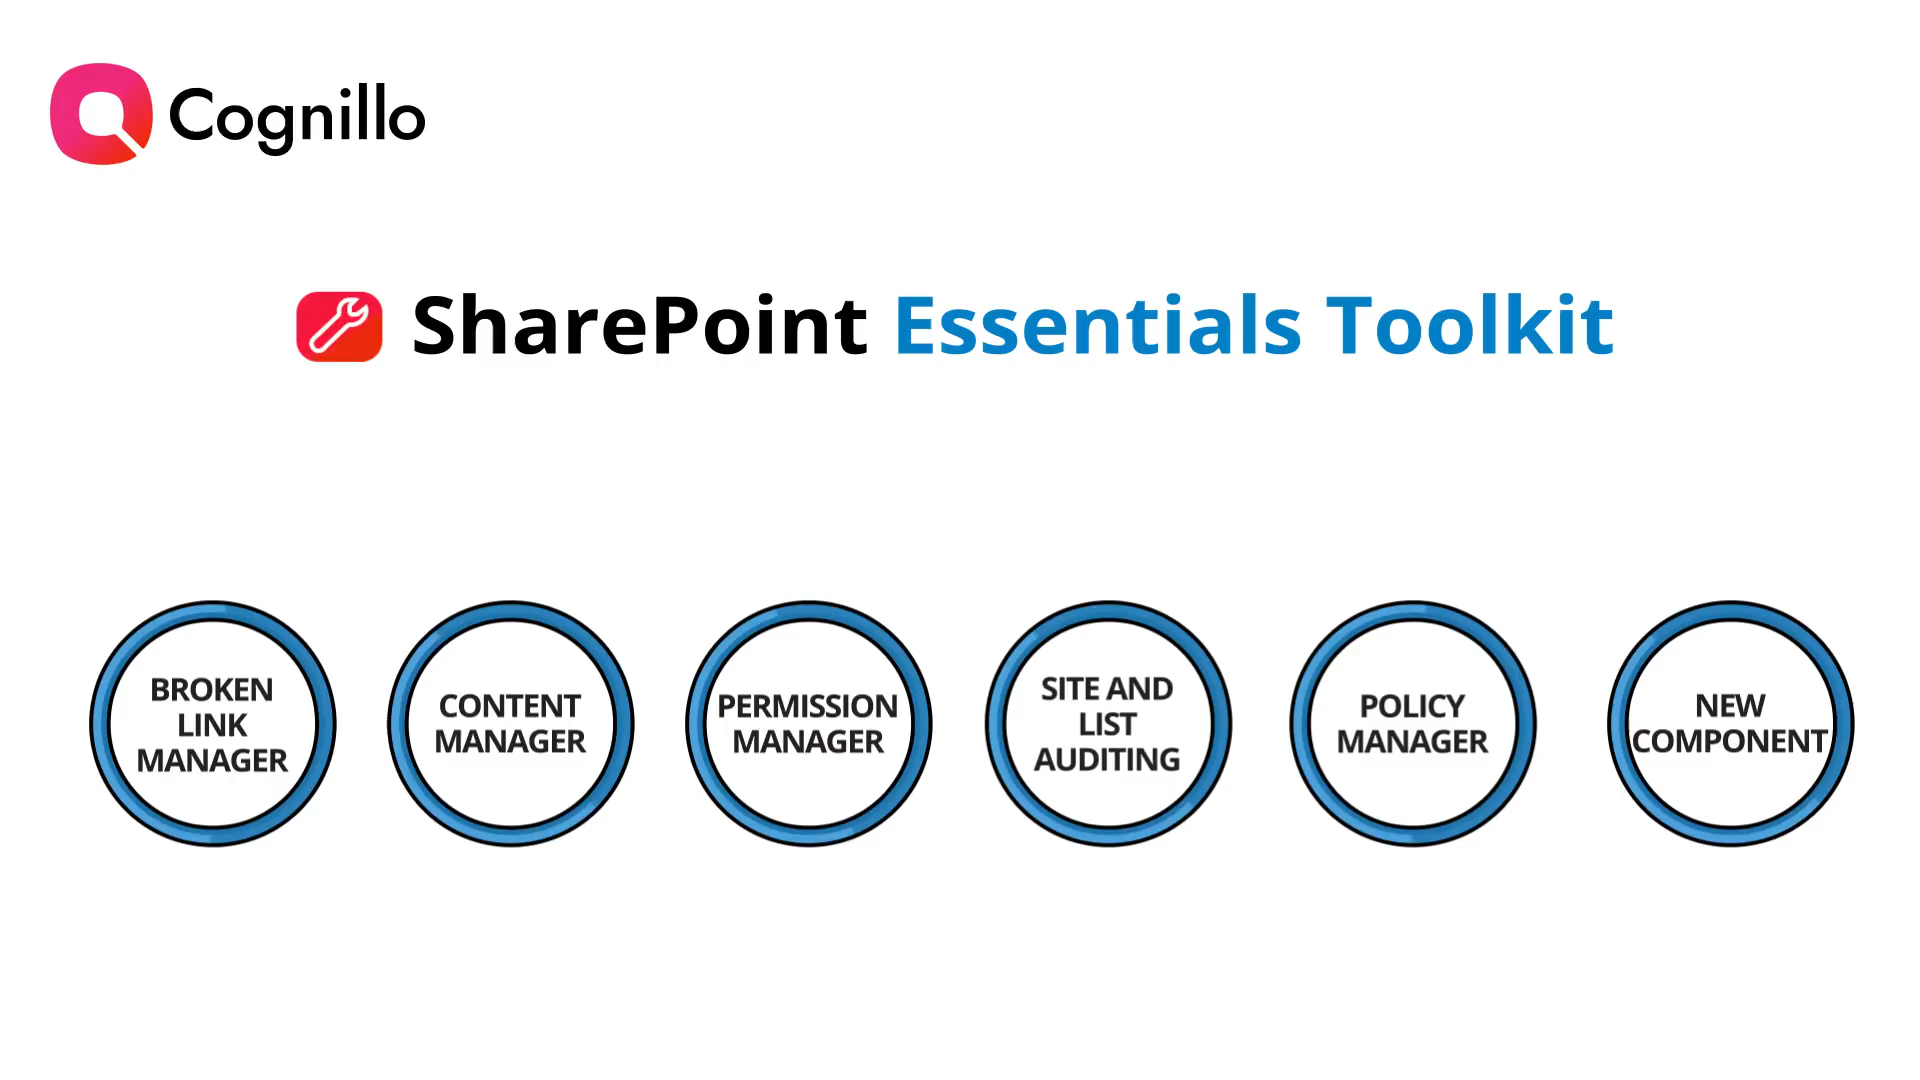 Cognillo
SharePoint Essentials Toolkit
BROKEN
LINK
MANAGER
CONTENT
MANAGER
PERMISSION
MANAGER
SITE AND
LIST
AUDITING
POLICY
MANAGER
NEW
COMPONENT